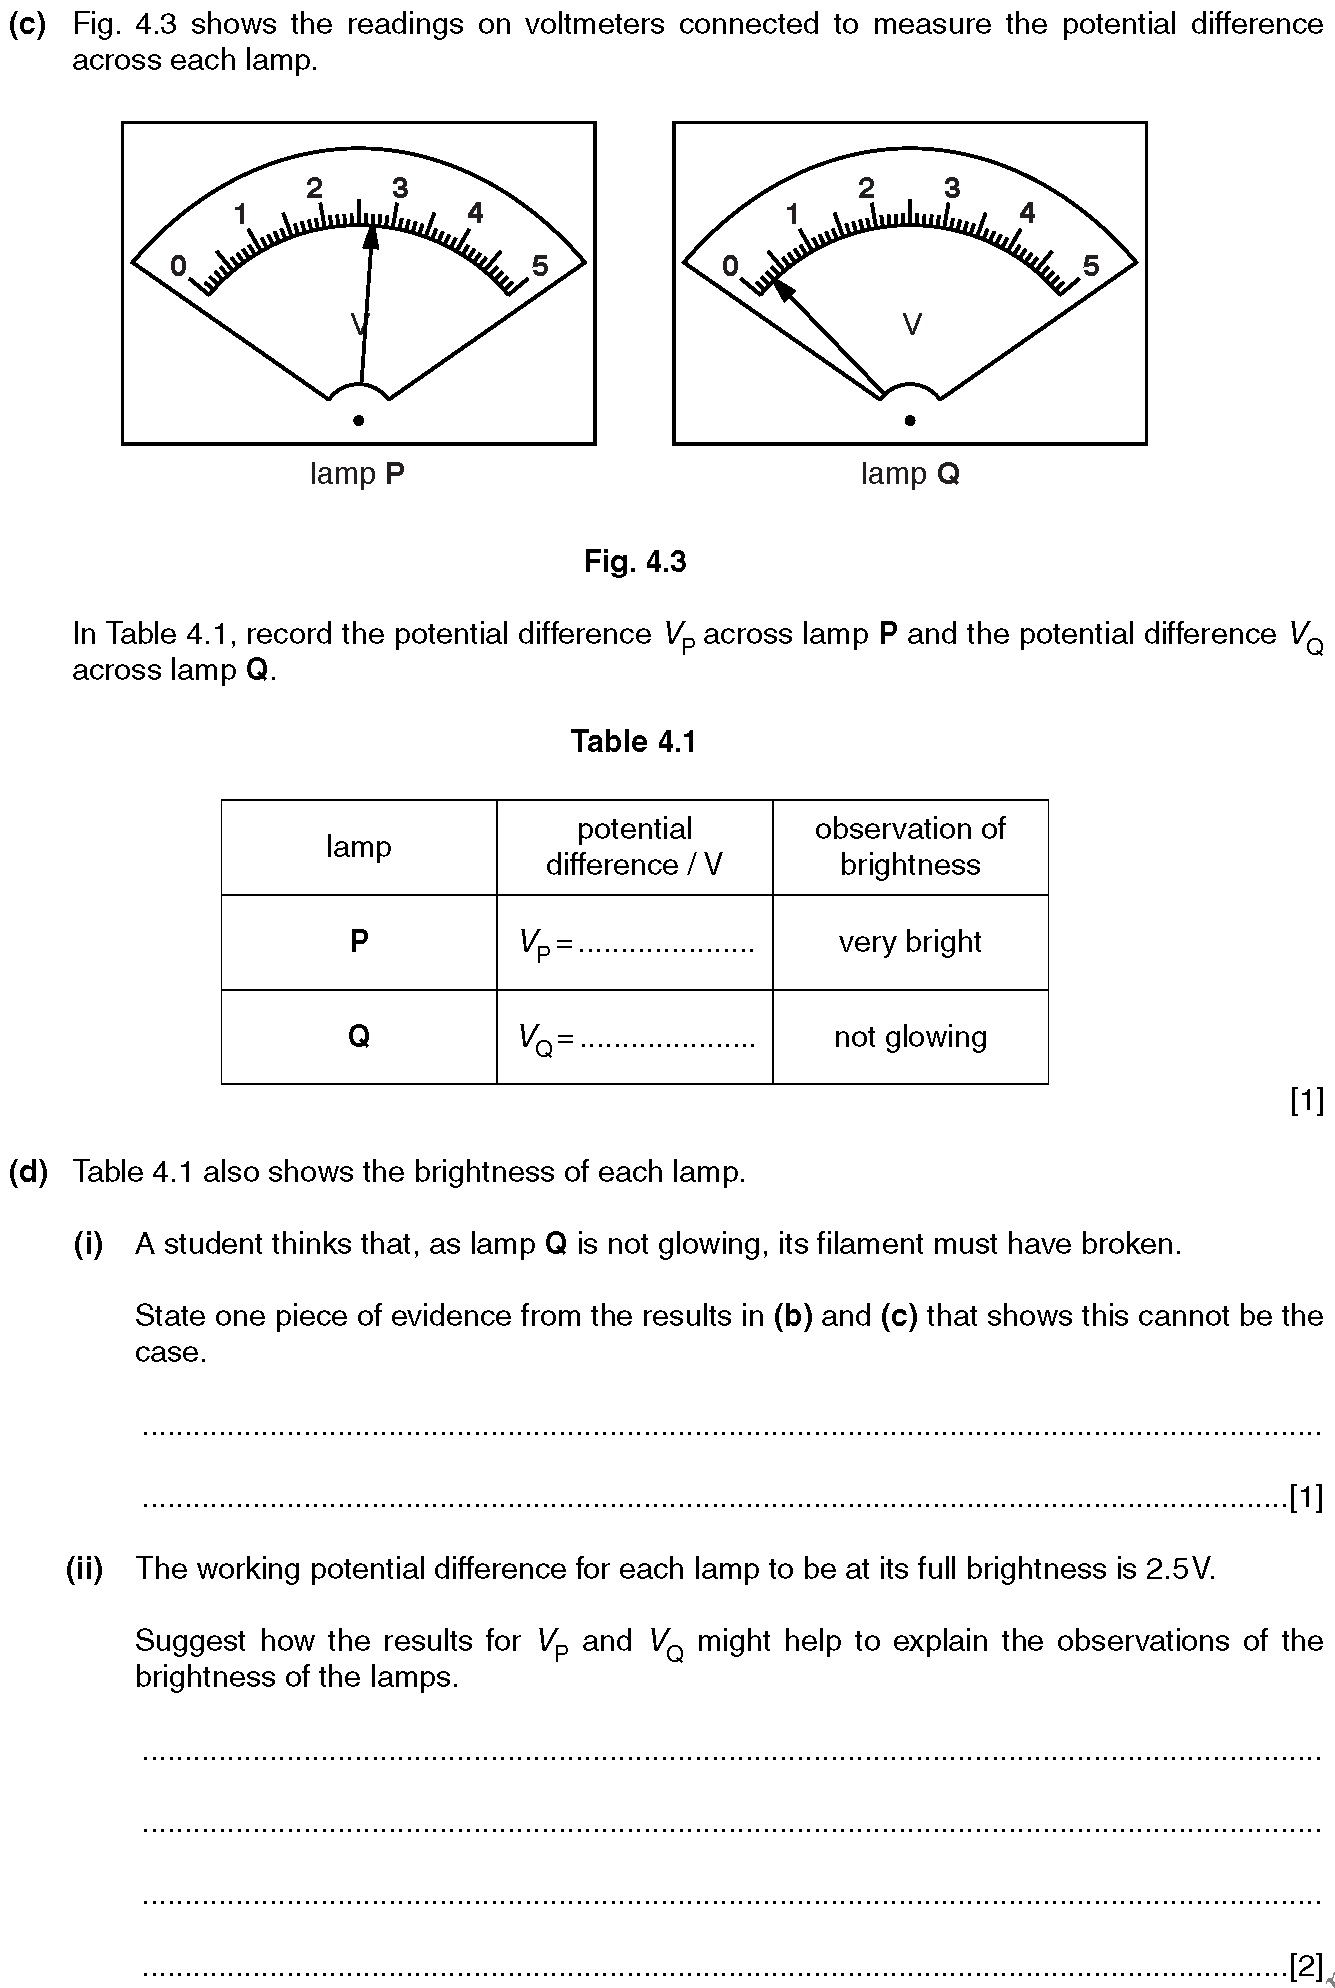 (c) Fig. 4.3 shows the readings on voltmeters connected to measure the potential difference
across each lamp.
0 1 2 3 4 5
V
lamp P
0 1 2 3 4 5
V
lamp Q
Fig. 4.3
In Table 4.1, record the potential difference VP across lamp P and the potential difference VQ
across lamp Q.
Table 4.1
lamp
potential
difference / V
observation of
brightness
P
VP = .....................
very bright
Q
VQ = .....................
not glowing
[1]
(d) Table 4.1 also shows the brightness of each lamp.
(i) A student thinks that, as lamp Q is not glowing, its filament must have broken.
State one piece of evidence from the results in (b) and (c) that shows this cannot be the
case.
..........................................................................................................................................
......................................................................................................................................[1]
(ii) The working potential difference for each lamp to be at its full brightness is 2.5 V.
Suggest how the results for VP and VQ might help to explain the observations of the
brightness of the lamps.
..........................................................................................................................................
..........................................................................................................................................
..........................................................................................................................................
......................................................................................................................................[2]